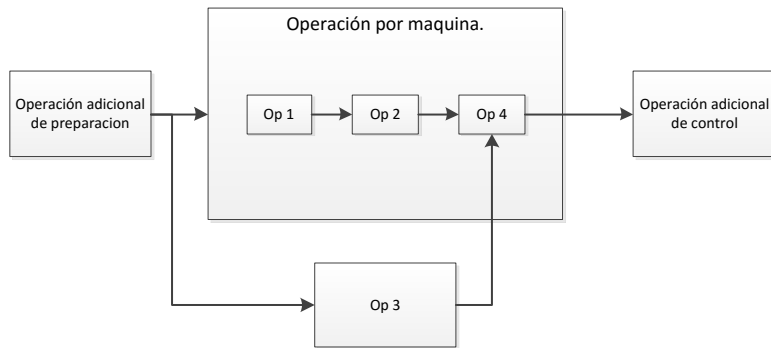 Operación por maquina.
Operación adicional
de preparacion
Op 1
Op 2
Op 4
Operación adicional
de control
Op 3